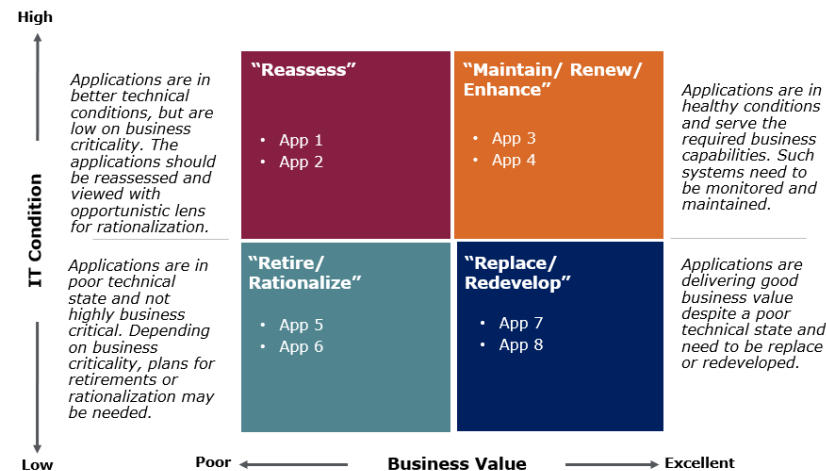 High
Applications are in
better technical
conditions, but are
low on business
criticality. The
applications should
be reassessed and
viewed with
opportunistic lens
for rationalization.
“Reassess”
• App 1
• App 2
“Maintain/ Renew/
Enhance”
• App 3
• App 4
Applications are in
healthy conditions
and serve the
required business
capabilities. Such
systems need to
be monitored and
maintained.
IT Condition
Applications are in
poor technical
state and not
highly business
critical. Depending
on business
criticality, plans for
retirements or
rationalization may
be needed.
“Retire/
Rationalize”
• App 5
• App 6
“Replace/
Redevelop”
• App 7
• App 8
Applications are
delivering good
business value
despite a poor
technical state and
need to be replace
or redeveloped.
Low
Poor
Business Value
Excellent